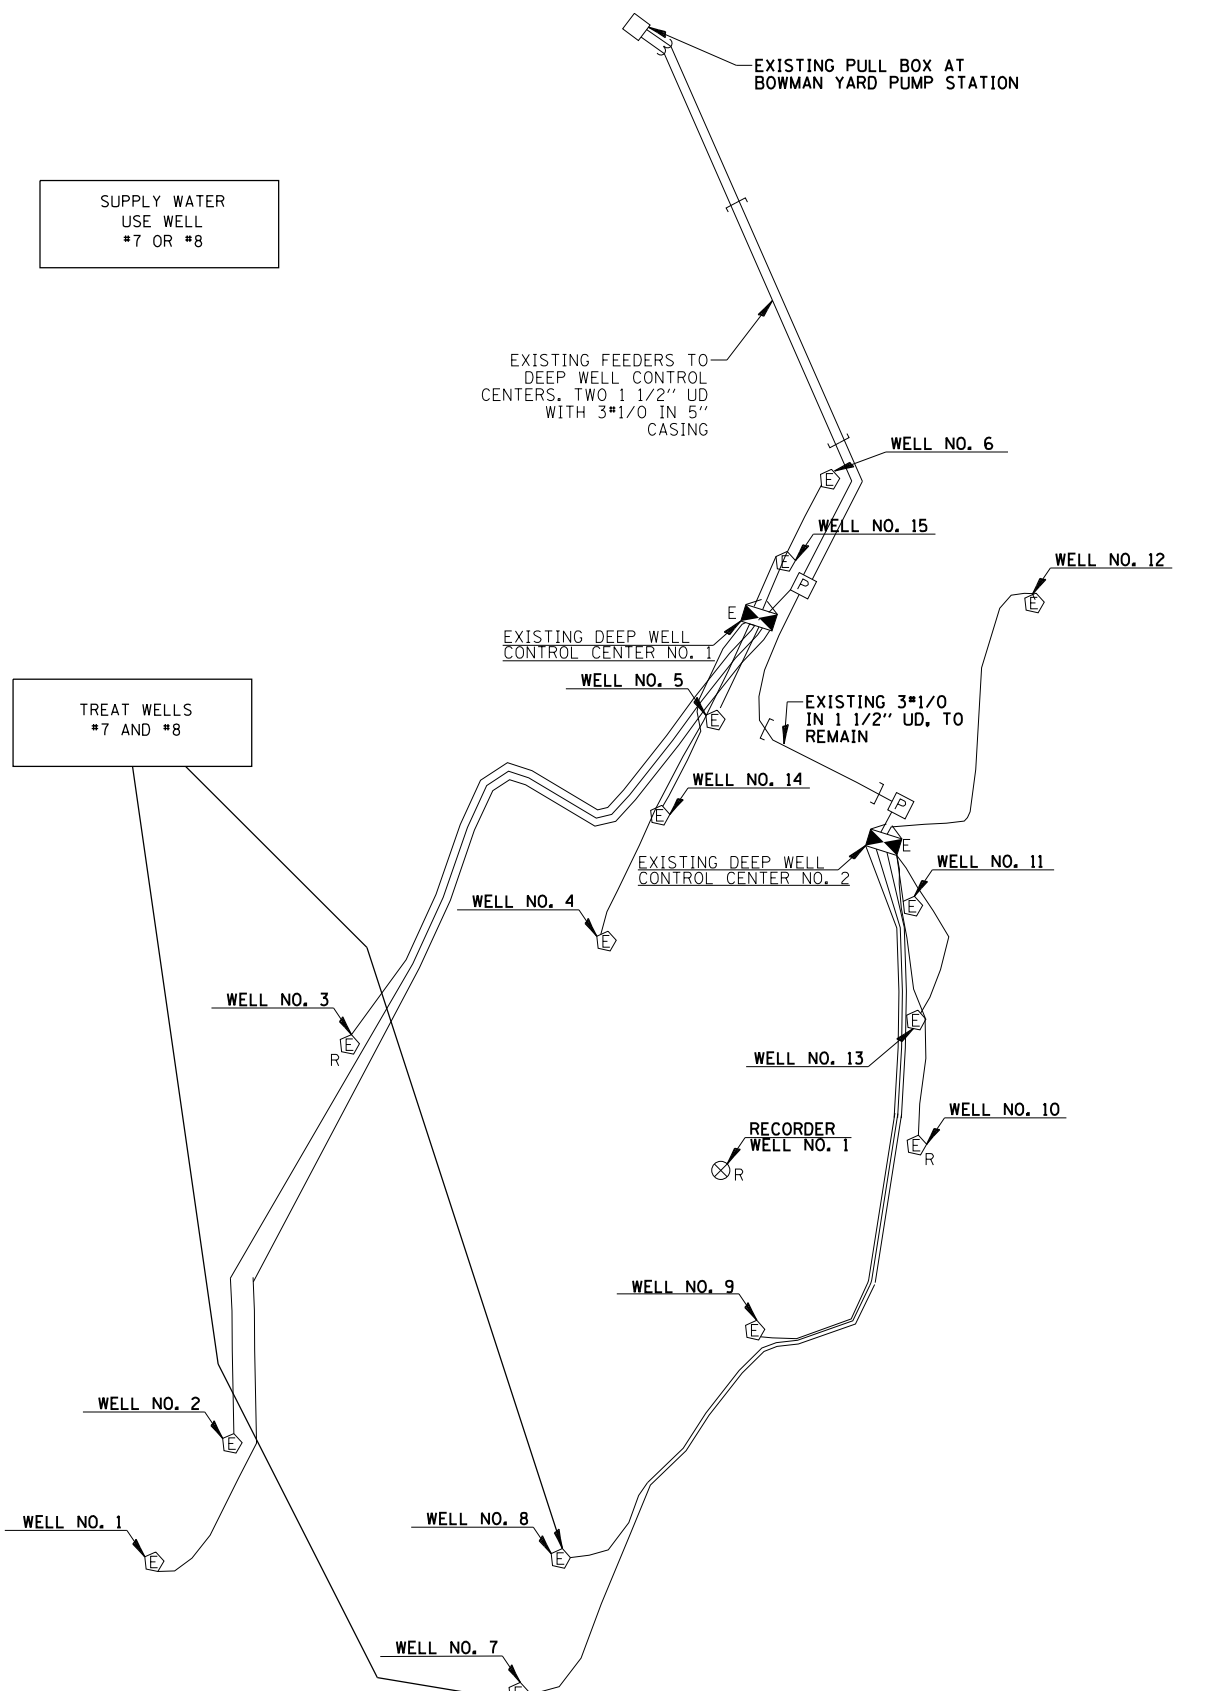 EXISTING PULL BOX AT
BOWMAN YARD PUMP STATION
SUPPLY WATER
USE WELL
#7 OR #8
EXISTING FEEDERS TO
DEEP WELL CONTROL
CENTERS. TWO 1 1/2" UD
WITH 3#1/0 IN 5"
CASING
WELL NO. 6
E
WELL NO. 15
E
WELL NO. 12
E
P
E
EXISTING DEEP WELL
CONTROL CENTER NO. 1
WELL NO. 5
E
TREAT WELLS
#7 AND #8
EXISTING 3#1/0
IN 1 1/2" UD, TO
REMAIN
WELL NO. 14
E
P
E
EXISTING DEEP WELL
CONTROL CENTER NO. 2
WELL NO. 11
E
WELL NO. 4
E
WELL NO. 3
E
R
E
WELL NO. 13
WELL NO. 10
E
R
RECORDER
WELL NO. 1
R
WELL NO. 9
E
WELL NO. 2
E
WELL NO. 1
E
WELL NO. 8
E
WELL NO. 7
E